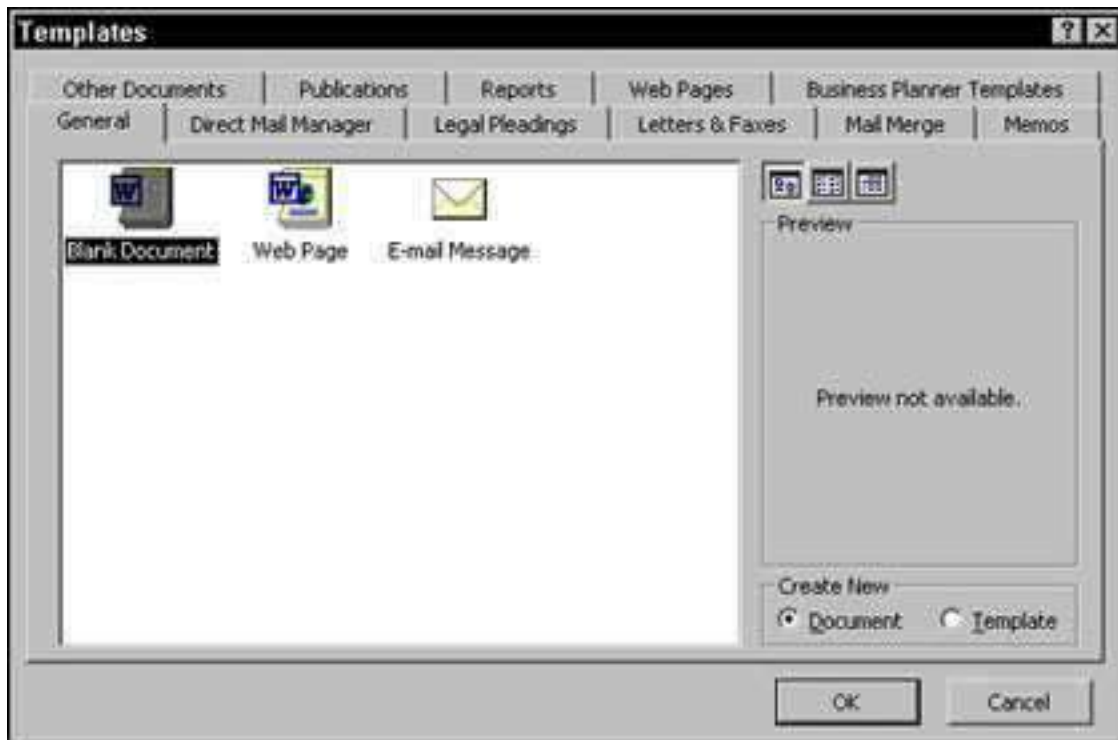 Templates
Other Documents Publications Reports Web Pages Business Planner Templates
General Direct Mail Manager Legal Pleadings Letters & Faxes Mail Merge Memos
Blank Document Web Page E-mail Message
Preview
Preview not available.
Create New
Document Template
OK Cancel